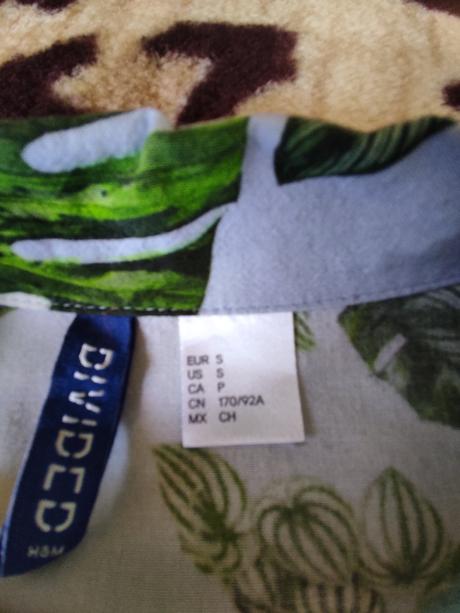 DIVIDED
H&M
EUR S
US S
CA P
CN 170/92A
MX CH